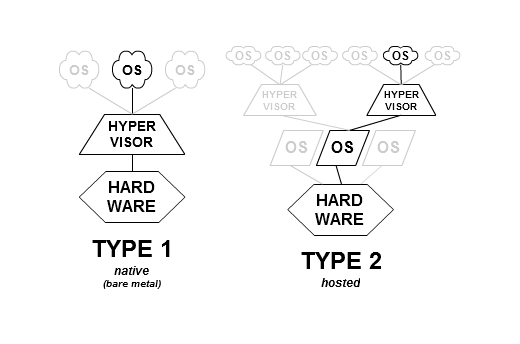 OS OS OS
HYPER
VISOR
HARD
WARE
TYPE 1
native
(bare metal)
OS OS OS OS OS OS
HYPER
VISOR
HYPER
VISOR
OS OS OS
HARD
WARE
TYPE 2
hosted